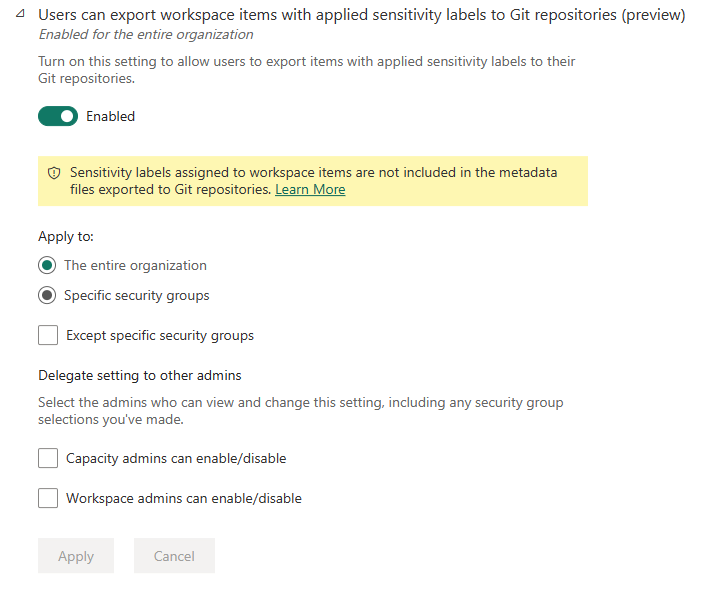 Users can export workspace items with applied sensitivity labels to Git repositories (preview)
Enabled for the entire organization
Turn on this setting to allow users to export items with applied sensitivity labels to their
Git repositories.
Enabled
Sensitivity labels assigned to workspace items are not included in the metadata
files exported to Git repositories. Learn More
Apply to:
The entire organization
Specific security groups
Except specific security groups
Delegate setting to other admins
Select the admins who can view and change this setting, including any security group
selections you've made.
Capacity admins can enable/disable
Workspace admins can enable/disable
Apply
Cancel